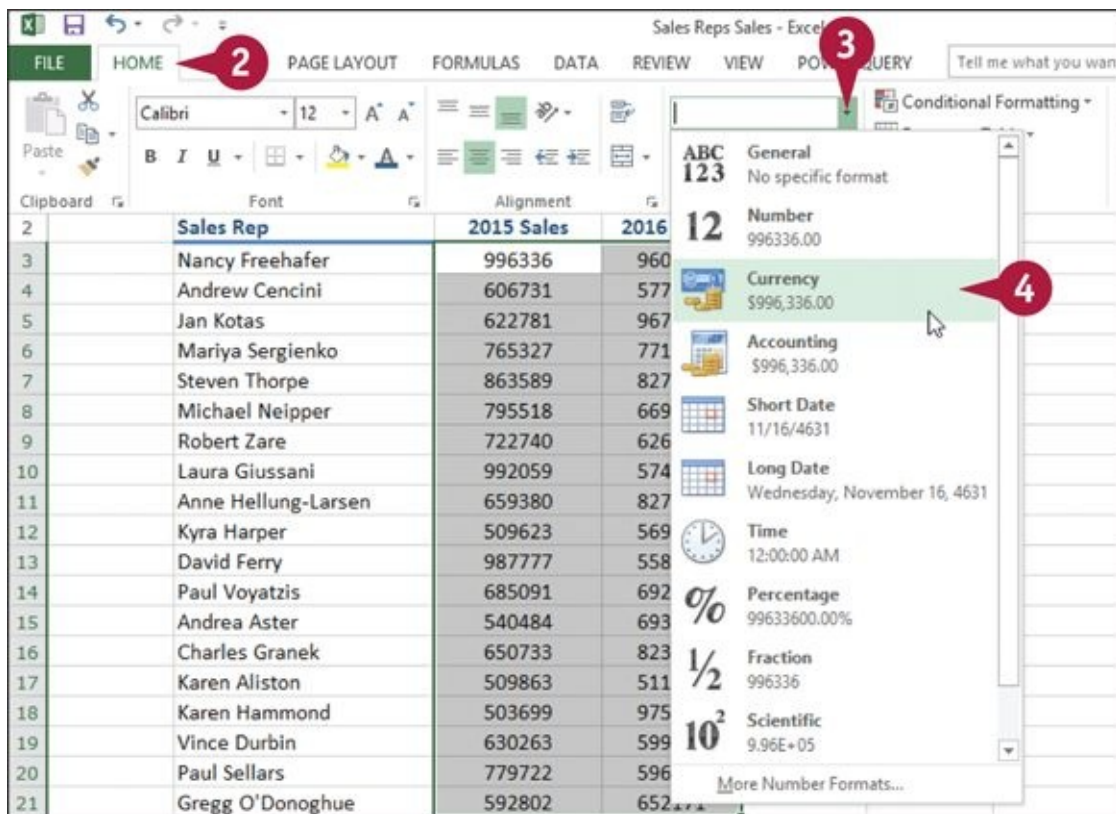 Sales Reps Sales - Excel
FILE HOME 2 PAGE LAYOUT FORMULAS DATA REVIEW VIEW QUERY Tell me what you wan
3
Calibri 12 A A Conditional Formatting
Paste B I U A
Clipboard Font Alignment
ABC 123 General
No specific format
12 Number
996336.00
Currency
$996,336.00
4
Accounting
$996,336.00
Short Date
11/16/4631
Long Date
Wednesday, November 16, 4631
Time
12:00:00 AM
% Percentage
99633600.00%
1/2 Fraction
996336
10² Scientific
9.96E+05
More Number Formats...
2 Sales Rep 2015 Sales 2016
3 Nancy Freehafer 996336 960
4 Andrew Cencini 606731 577
5 Jan Kotas 622781 967
6 Mariya Sergienko 765327 771
7 Steven Thorpe 863589 827
8 Michael Neipper 795518 669
9 Robert Zare 722740 626
10 Laura Giussani 992059 574
11 Anne Hellung-Larsen 659380 827
12 Kyra Harper 509623 569
13 David Ferry 987777 558
14 Paul Voyatzis 685091 692
15 Andrea Aster 540484 693
16 Charles Granek 650733 823
17 Karen Aliston 509863 511
18 Karen Hammond 503699 975
19 Vince Durbin 630263 599
20 Paul Sellars 779722 596
21 Gregg O'Donoghue 592802 652171